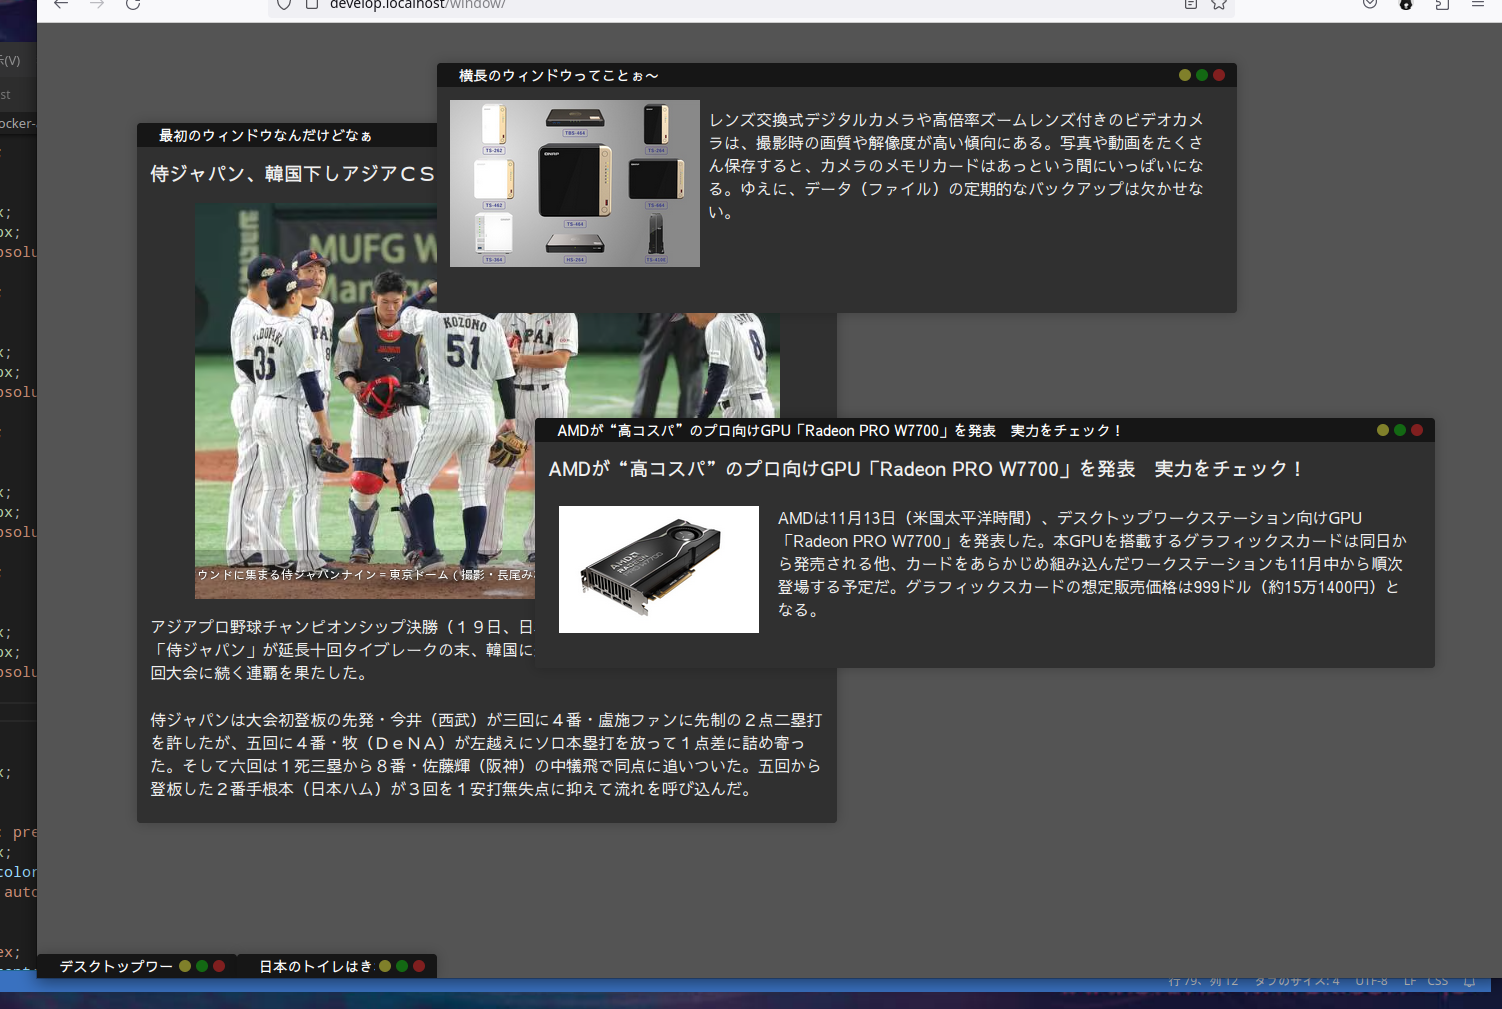 develop.localhost/window/
示(V)
st
ocker-
x;
px;
bsolu
x;
px;
bsolu
x;
px;
bsolu
x;
px;
bsolu
x;
: pre
x;
color
auto
ex;
横長のウィンドウってことぉ〜
TS-262
TBS-464
TS-264
QNAP
TS-462
TS-464
TS-664
TS-364
HS-264
TS-410E
レンズ交換式デジタルカメラや高倍率ズームレンズ付きのビデオカメ
ラは、撮影時の画質や解像度が高い傾向にある。写真や動画をたくさ
ん保存すると、カメラのメモリカードはあっという間にいっぱいにな
る。ゆえに、データ（ファイル）の定期的なバックアップは欠かせな
い。
最初のウィンドウなんだけどなぁ
侍ジャパン、韓国下しアジアＣＳ
MUFG W
Manage
35
JAPAN
8
KOZONO
51
PAN
8
ウンドに集まる侍ジャパンナイン＝東京ドーム（撮影・長尾み
アジアプロ野球チャンピオンシップ決勝（１９日、日
「侍ジャパン」が延長十回タイブレークの末、韓国に
回大会に続く連覇を果たした。
侍ジャパンは大会初登板の先発・今井（西武）が三回に４番・盧施ファンに先制の２点二塁打
を許したが、五回に４番・牧（ＤｅＮＡ）が左越えにソロ本塁打を放って１点差に詰め寄っ
た。そして六回は１死三塁から８番・佐藤輝（阪神）の中犠飛で同点に追いついた。五回から
登板した２番手根本（日本ハム）が３回を１安打無失点に抑えて流れを呼び込んだ。
AMDが“高コスパ”のプロ向けGPU「Radeon PRO W7700」を発表　実力をチェック！
AMDが“高コスパ”のプロ向けGPU「Radeon PRO W7700」を発表　実力をチェック！
AMD
RADEON
PRO W7700
AMDは11月13日（米国太平洋時間）、デスクトップワークステーション向けGPU
「Radeon PRO W7700」を発表した。本GPUを搭載するグラフィックスカードは同日か
ら発売される他、カードをあらかじめ組み込んだワークステーションも11月中から順次
登場する予定だ。グラフィックスカードの想定販売価格は999ドル（約15万1400円）と
なる。
デスクトップワー
日本のトイレはき
行 79、列 12
タブのサイズ: 4
UTF-8
LF
CSS